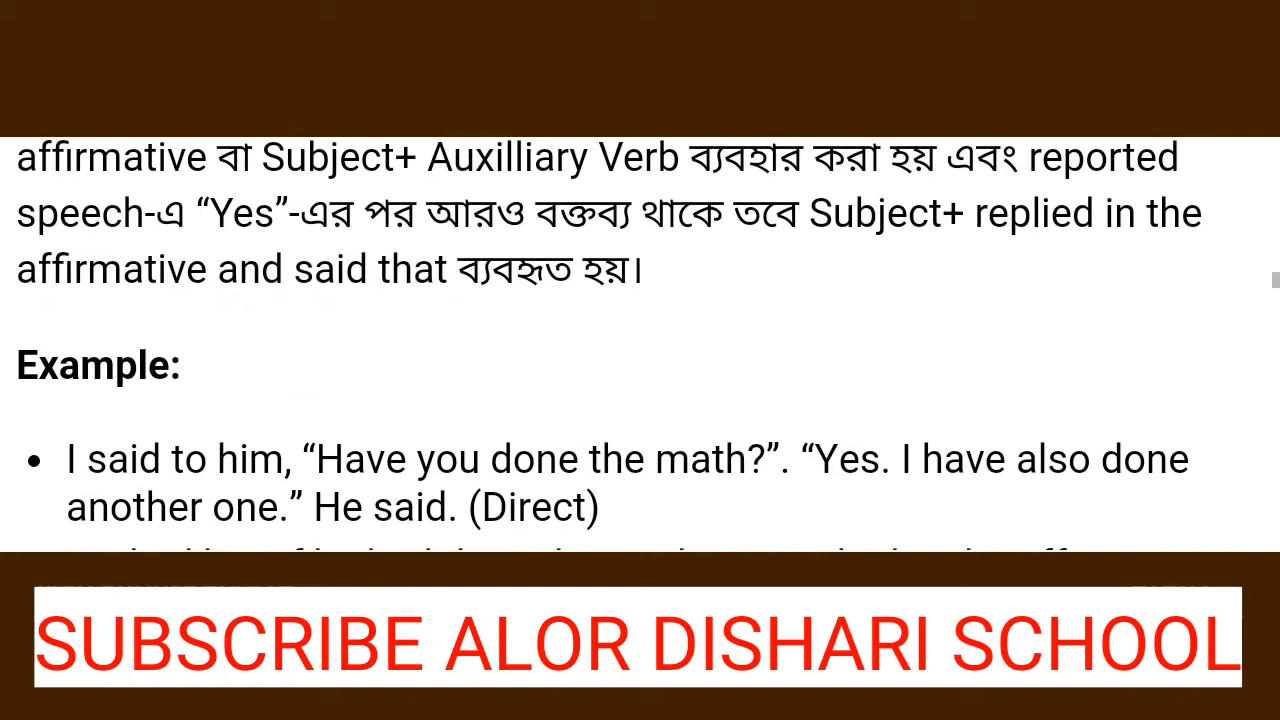 affirmative বা Subject+ Auxilliary Verb ব্যবহার করা হয় এবং reported
speech-এ “Yes”-এর পর আরও বক্তব্য থাকে তবে Subject+ replied in the
affirmative and said that ব্যবহৃত হয়।
Example:
• I said to him, “Have you done the math?”. “Yes. I have also done
another one.” He said. (Direct)
SUBSCRIBE ALOR DISHARI SCHOOL